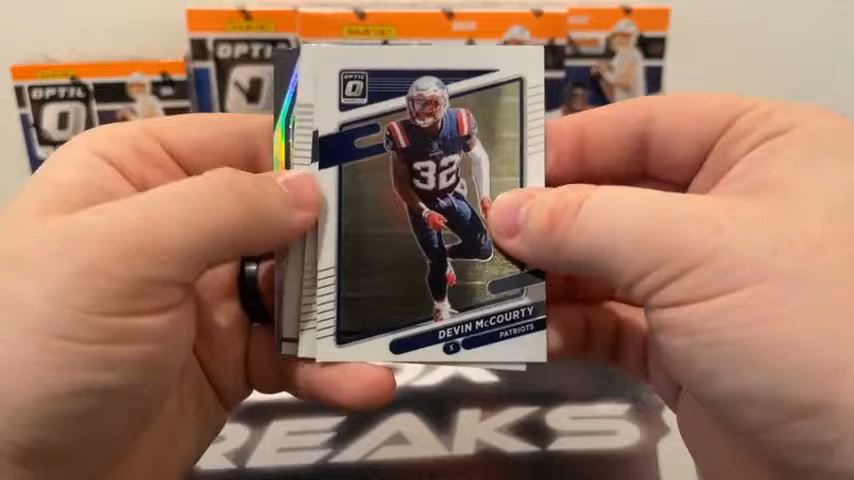 OPTIC
OPTIC
OPTIC
32
DEVIN McCOURTY
S
PATRIOTS
REAKS